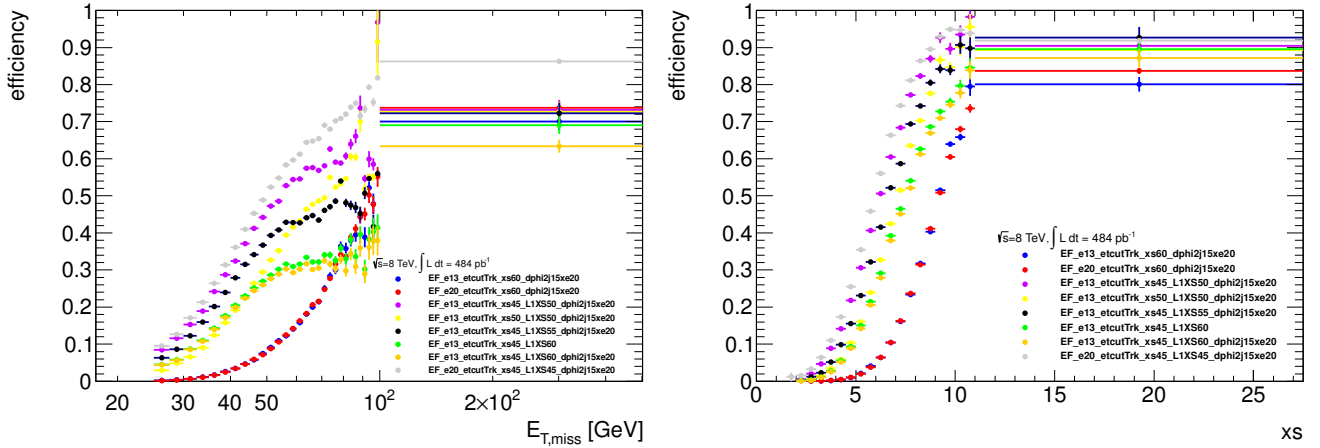 efficiency
1
0.9
0.8
0.7
0.6
0.5
0.4
0.3
0.2
0.1
0
√s=8 TeV, ∫ L dt = 484 pb⁻¹
EF_e13_etcutTrk_xs60_dphi2j15xe20
EF_e20_etcutTrk_xs60_dphi2j15xe20
EF_e13_etcutTrk_xs45_L1XS50_dphi2j15xe20
EF_e13_etcutTrk_xs50_L1XS50_dphi2j15xe20
EF_e13_etcutTrk_xs45_L1XS55_dphi2j15xe20
EF_e13_etcutTrk_xs45_L1XS60
EF_e13_etcutTrk_xs45_L1XS60_dphi2j15xe20
EF_e20_etcutTrk_xs45_L1XS45_dphi2j15xe20
20 30 40 50 10² 2×10²
E_T,miss [GeV]
efficiency
1
0.9
0.8
0.7
0.6
0.5
0.4
0.3
0.2
0.1
0
√s=8 TeV, ∫ L dt = 484 pb⁻¹
EF_e13_etcutTrk_xs60_dphi2j15xe20
EF_e20_etcutTrk_xs60_dphi2j15xe20
EF_e13_etcutTrk_xs45_L1XS50_dphi2j15xe20
EF_e13_etcutTrk_xs50_L1XS50_dphi2j15xe20
EF_e13_etcutTrk_xs45_L1XS55_dphi2j15xe20
EF_e13_etcutTrk_xs45_L1XS60
EF_e13_etcutTrk_xs45_L1XS60_dphi2j15xe20
EF_e20_etcutTrk_xs45_L1XS45_dphi2j15xe20
0 5 10 15 20 25
xs